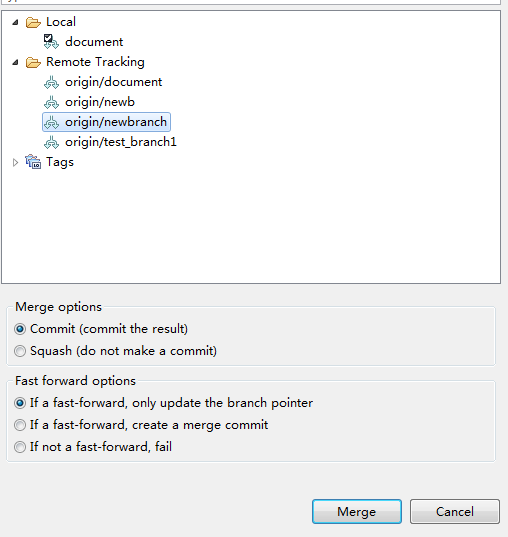 Local
document
Remote Tracking
origin/document
origin/newb
origin/newbranch
origin/test_branch1
Tags
Merge options
Commit (commit the result)
Squash (do not make a commit)
Fast forward options
If a fast-forward, only update the branch pointer
If a fast-forward, create a merge commit
If not a fast-forward, fail
Merge Cancel